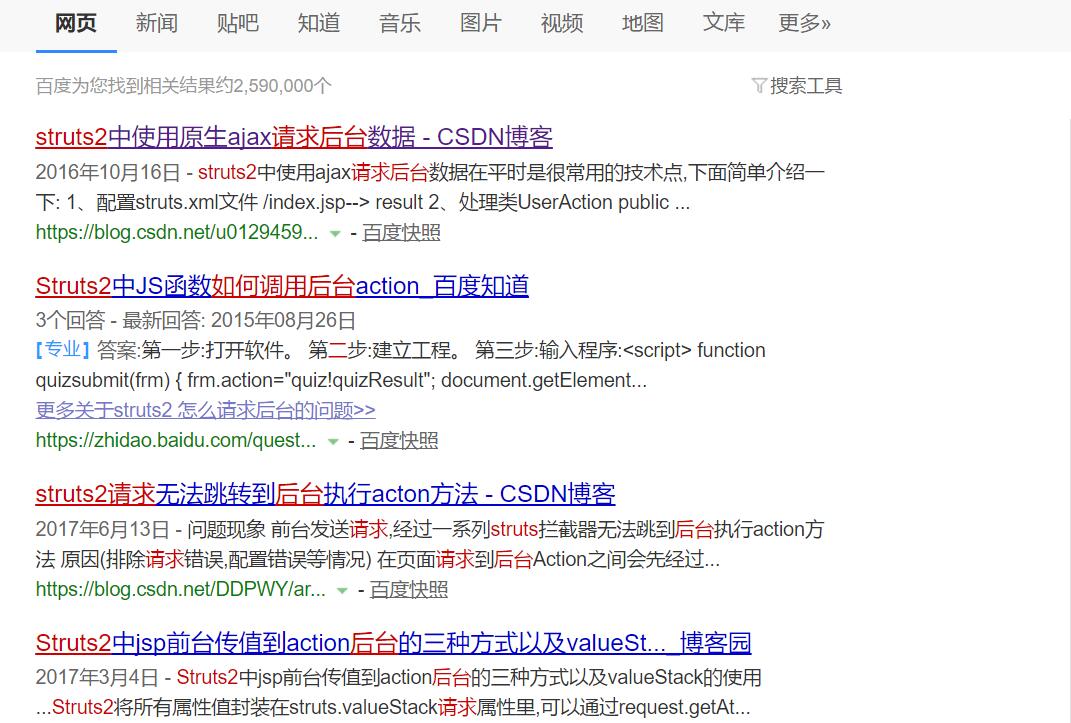 网页 新闻 贴吧 知道 音乐 图片 视频 地图 文库 更多»
百度为您找到相关结果约2,590,000个 搜索工具
struts2中使用原生ajax请求后台数据 - CSDN博客
2016年10月16日 - struts2中使用ajax请求后台数据在平时是很常用的技术点,下面简单介绍一
下: 1、配置struts.xml文件 /index.jsp--> result 2、处理类UserAction public ...
https://blog.csdn.net/u0129459... - 百度快照
Struts2中JS函数如何调用后台action_百度知道
3个回答 - 最新回答: 2015年08月26日
[专业] 答案:第一步:打开软件。 第二步:建立工程。 第三步:输入程序:<script> function
quizsubmit(frm) { frm.action="quiz!quizResult"; document.getElement...
更多关于struts2 怎么请求后台的问题>>
https://zhidao.baidu.com/quest... - 百度快照
struts2请求无法跳转到后台执行acton方法 - CSDN博客
2017年6月13日 - 问题现象 前台发送请求,经过一系列struts拦截器无法跳到后台执行action方
法 原因(排除请求错误,配置错误等情况) 在页面请求到后台Action之间会先经过...
https://blog.csdn.net/DDPWY/ar... - 百度快照
Struts2中jsp前台传值到action后台的三种方式以及valueSt..._博客园
2017年3月4日 - Struts2中jsp前台传值到action后台的三种方式以及valueStack的使用
...Struts2将所有属性值封装在struts.valueStack请求属性里,可以通过request.getAt...